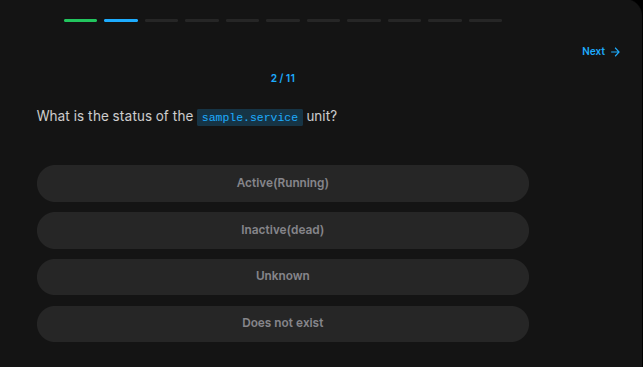 Next →
2 / 11
What is the status of the sample.service unit?
Active(Running)
Inactive(dead)
Unknown
Does not exist